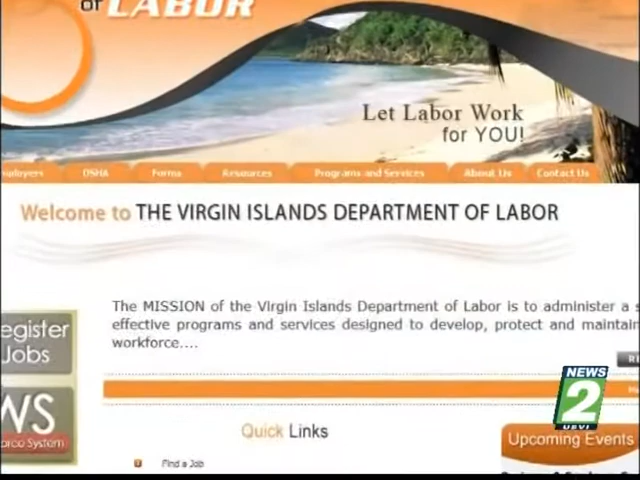 of LABOR
Let Labor Work
for YOU!
OSHA Forms Resources Programs and Services About Us Contact Us
Welcome to THE VIRGIN ISLANDS DEPARTMENT OF LABOR
The MISSION of the Virgin Islands Department of Labor is to administer a
effective programs and services designed to develop, protect and maintain
workforce....
Jobs
NEWS
2
USVI
Quick Links
Upcoming Events
Find a Job